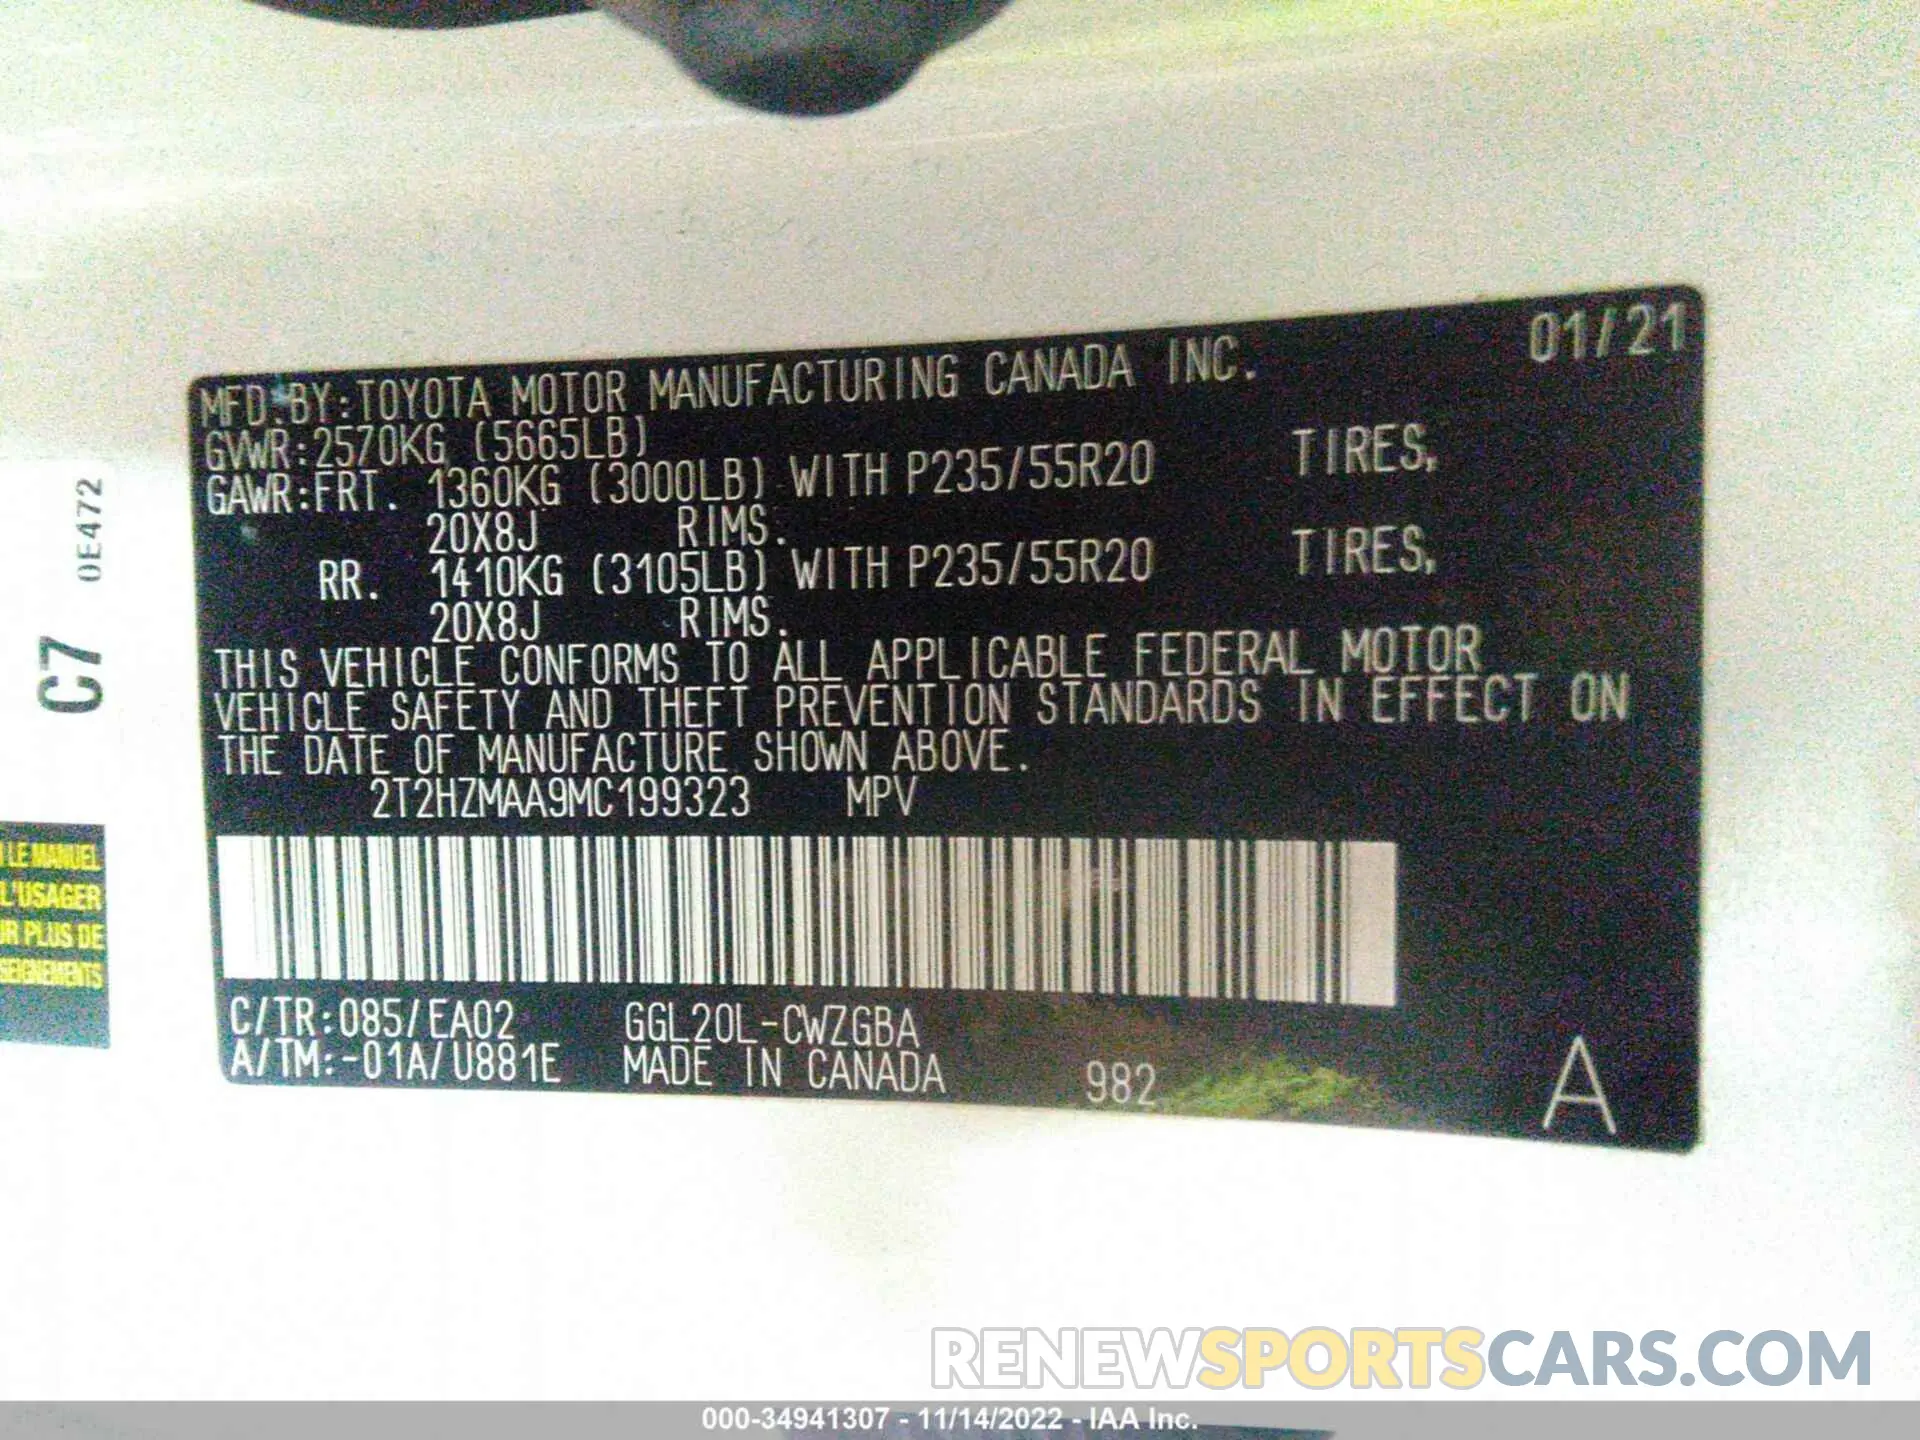 01/21
MFD.BY:TOYOTA MOTOR MANUFACTURING CANADA INC.
GVWR:2570KG (5665LB)
GAWR:FRT. 1360KG (3000LB) WITH P235/55R20 TIRES,
20X8J RIMS.
RR. 1410KG (3105LB) WITH P235/55R20 TIRES,
20X8J RIMS.
THIS VEHICLE CONFORMS TO ALL APPLICABLE FEDERAL MOTOR
VEHICLE SAFETY AND THEFT PREVENTION STANDARDS IN EFFECT ON
THE DATE OF MANUFACTURE SHOWN ABOVE.
2T2HZMAA9MC199323 MPV
C/TR:085/EA02 GGL20L-CWZGBA
A/TM:-01A/U881E MADE IN CANADA 982 A
C7 0E472
LE MANUEL
L'USAGER
PLUS DE
RENEWSPORTSCARS.COM
000-34941307 - 11/14/2022 - IAA Inc.